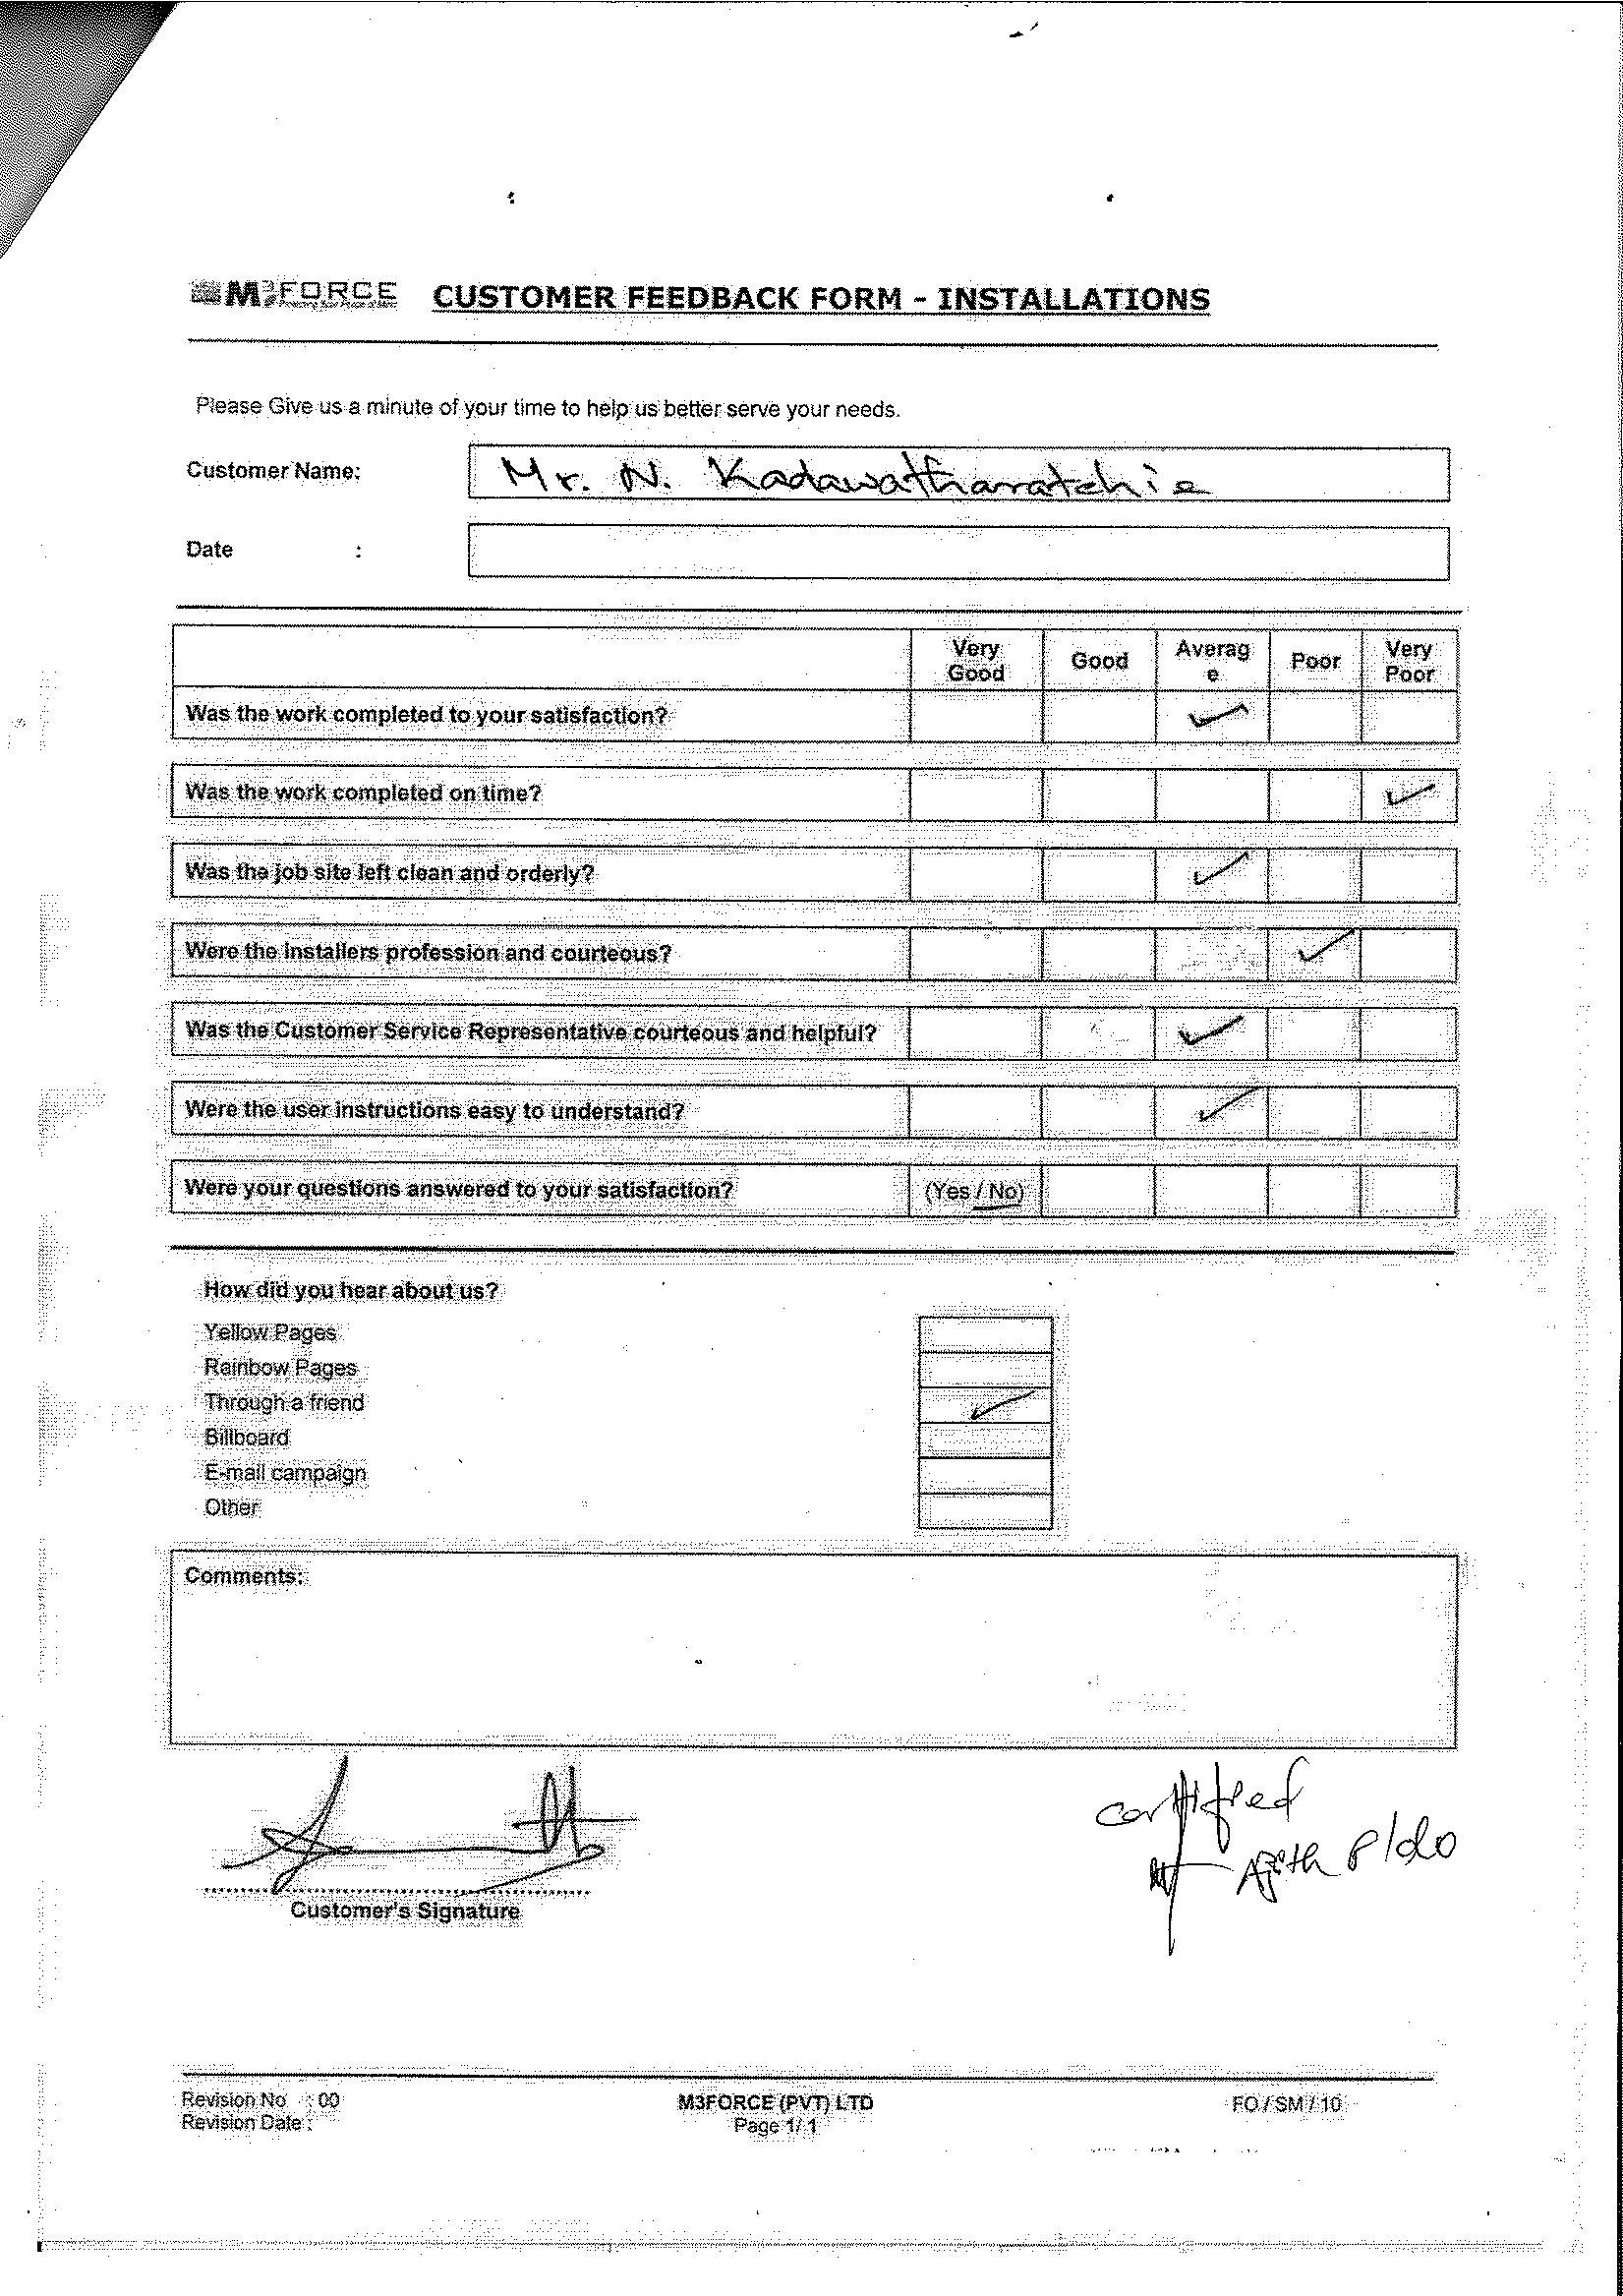 M3FORCE CUSTOMER FEEDBACK FORM - INSTALLATIONS
Please Give us a minute of your time to help us better serve your needs.
Customer Name: Mr. N. Kadawatharatchie
Date :
Very Good Good Average Poor Very Poor
Was the work completed to your satisfaction? ✓
Was the work completed on time? ✓
Was the job site left clean and orderly? ✓
Were the installers profession and courteous? ✓
Was the Customer Service Representative courteous and helpful? ✓
Were the user instructions easy to understand? ✓
Were your questions answered to your satisfaction? (Yes / No)
How did you hear about us?
Yellow Pages
Rainbow Pages
Through a friend ✓
Billboard
E-mail campaign
Other
Comments:
Ajith
Customer's Signature
Revision No : 00 M3FORCE (PVT) LTD FO / SM / 10
Revision Date : Page 1/ 1